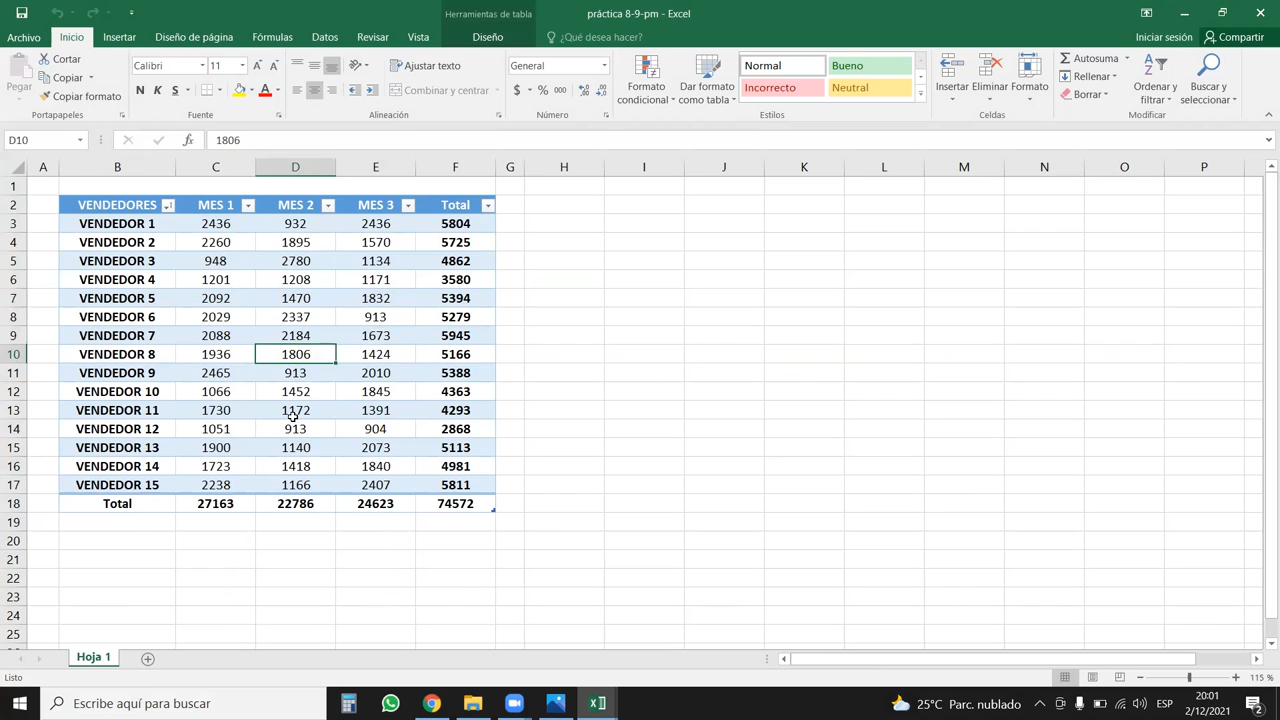 Herramientas de tabla
práctica 8-9-pm - Excel
Archivo Inicio Insertar Diseño de página Fórmulas Datos Revisar Vista Diseño ¿Qué desea hacer? Iniciar sesión Compartir
Pegar
Cortar
Copiar
Copiar formato
Portapapeles
Calibri 11
N K S
Fuente
Ajustar texto
Combinar y centrar
Alineación
General
$ % 000
Número
Formato condicional
Dar formato como tabla
Normal Bueno
Incorrecto Neutral
Estilos
Insertar Eliminar Formato
Celdas
Autosuma
Rellenar
Borrar
Ordenar y filtrar
Buscar y seleccionar
Modificar
D10 fx 1806
A B C D E F G H I J K L M N O P
1
2 VENDEDORES MES 1 MES 2 MES 3 Total
3 VENDEDOR 1 2436 932 2436 5804
4 VENDEDOR 2 2260 1895 1570 5725
5 VENDEDOR 3 948 2780 1134 4862
6 VENDEDOR 4 1201 1208 1171 3580
7 VENDEDOR 5 2092 1470 1832 5394
8 VENDEDOR 6 2029 2337 913 5279
9 VENDEDOR 7 2088 2184 1673 5945
10 VENDEDOR 8 1936 1806 1424 5166
11 VENDEDOR 9 2465 913 2010 5388
12 VENDEDOR 10 1066 1452 1845 4363
13 VENDEDOR 11 1730 1172 1391 4293
14 VENDEDOR 12 1051 913 904 2868
15 VENDEDOR 13 1900 1140 2073 5113
16 VENDEDOR 14 1723 1418 1840 4981
17 VENDEDOR 15 2238 1166 2407 5811
18 Total 27163 22786 24623 74572
19
20
21
22
23
24
25
Hoja 1
Listo 115 %
Escribe aquí para buscar 25°C Parc. nublado ESP 20:01
2/12/2021 2